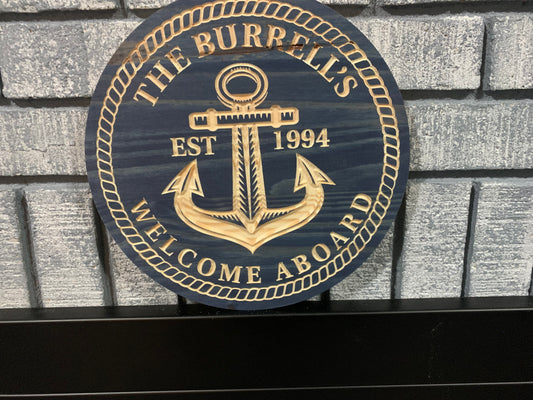 THE BURRELL'S
EST 1994
WELCOME ABOARD